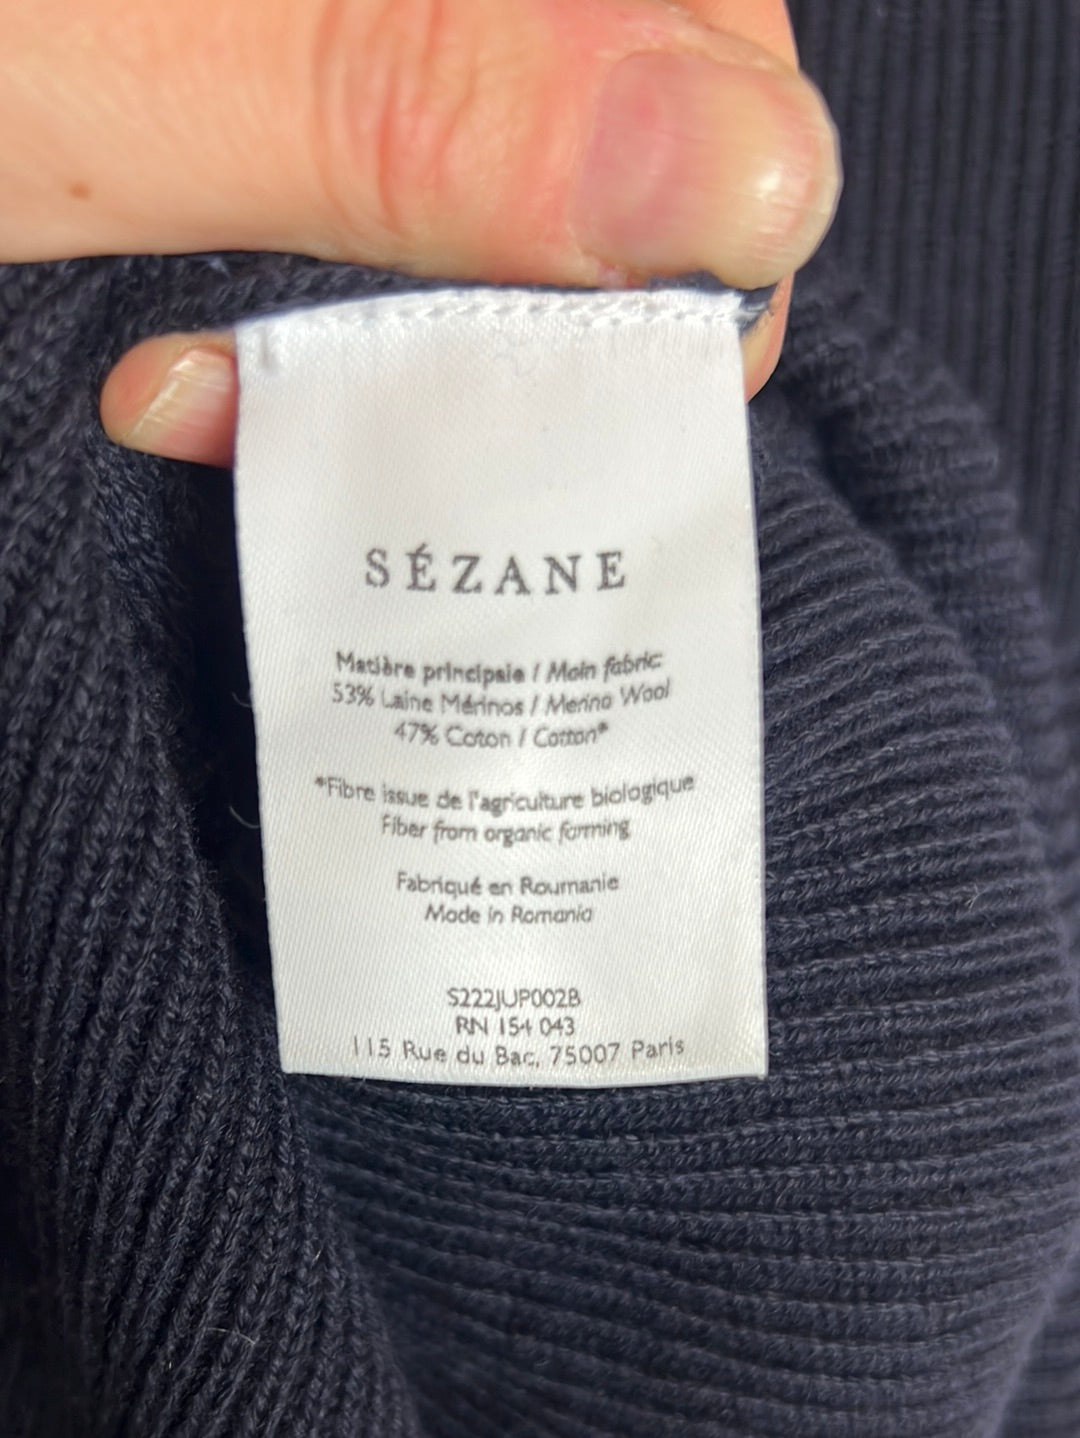 SÉZANE
Matière principale / Main fabric
53% Laine Mérinos / Merino Wool
47% Coton / Cotton*
*Fibre issue de l'agriculture biologique
Fiber from organic farming
Fabriqué en Roumanie
Made in Romania
S222JUP002B
RN 154 043
115 Rue du Bac, 75007 Paris